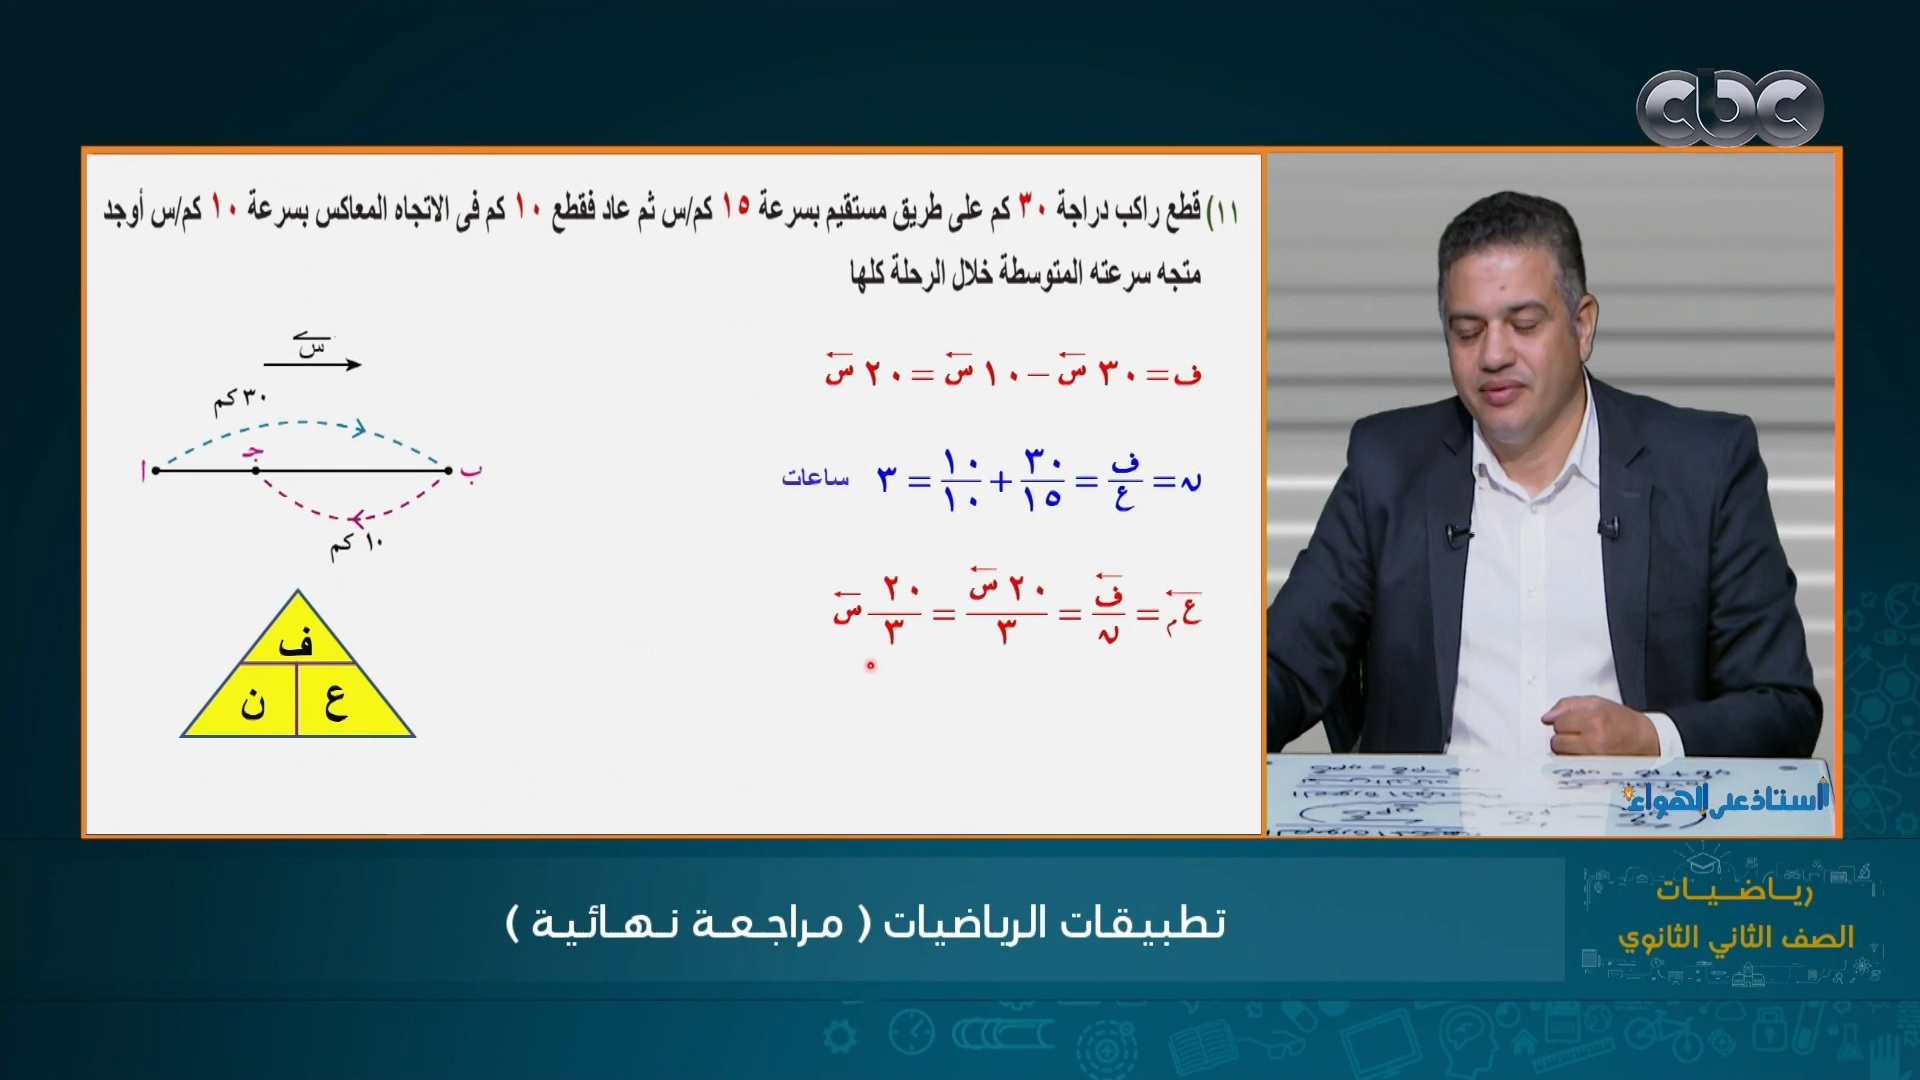 cbc
١١) قطع راكب دراجة ٣٠ كم على طريق مستقيم بسرعة ١٥ كم/س ثم عاد فقطع ١٠ كم فى الاتجاه المعاكس بسرعة ١٠ كم/س أوجد
متجه سرعته المتوسطة خلال الرحلة كلها
س
٣٠ كم
أ
جـ
ب
١٠ كم
ف
ع
ن
ف = ٣٠ س − ١٠ س = ٢٠ س
ن = ف/ع = ٣٠/١٥ + ١٠/١٠ = ٣ ساعات
عم = ف/ن = ٢٠ س/٣ = ٢٠/٣ س
أستاذ على الهواء
تطبيقات الرياضيات ( مراجعة نهائية )
رياضيات
الصف الثاني الثانوي